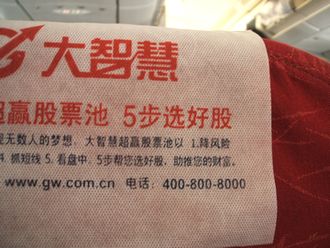 大智慧
超赢股票池 5步选好股
现无数人的梦想，大智慧超赢股票池以 1.降风险
4.抓短线 5.看盘中，5步帮您选好股、助推您的财富。
www.gw.com.cn 电话：400-800-8000